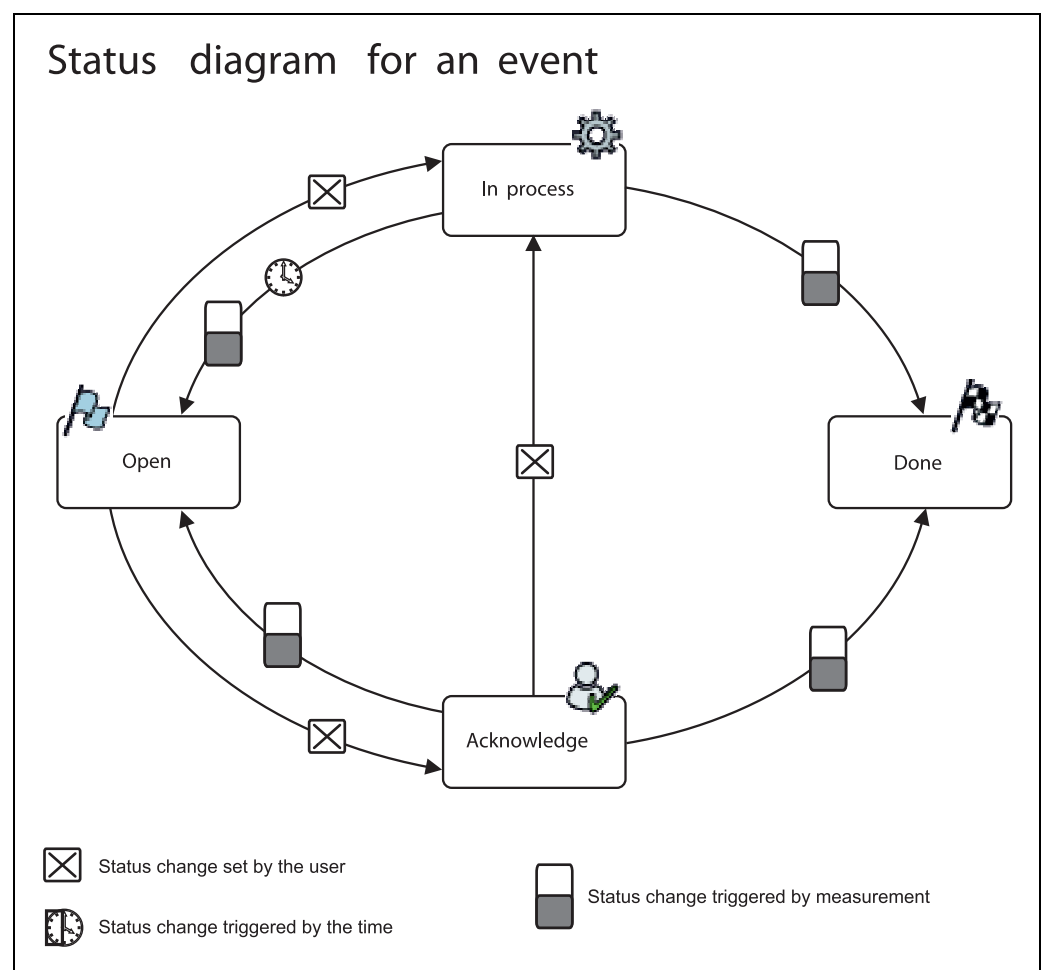 Status diagram for an event
In process
Open
Done
Acknowledge
Status change set by the user
Status change triggered by measurement
Status change triggered by the time